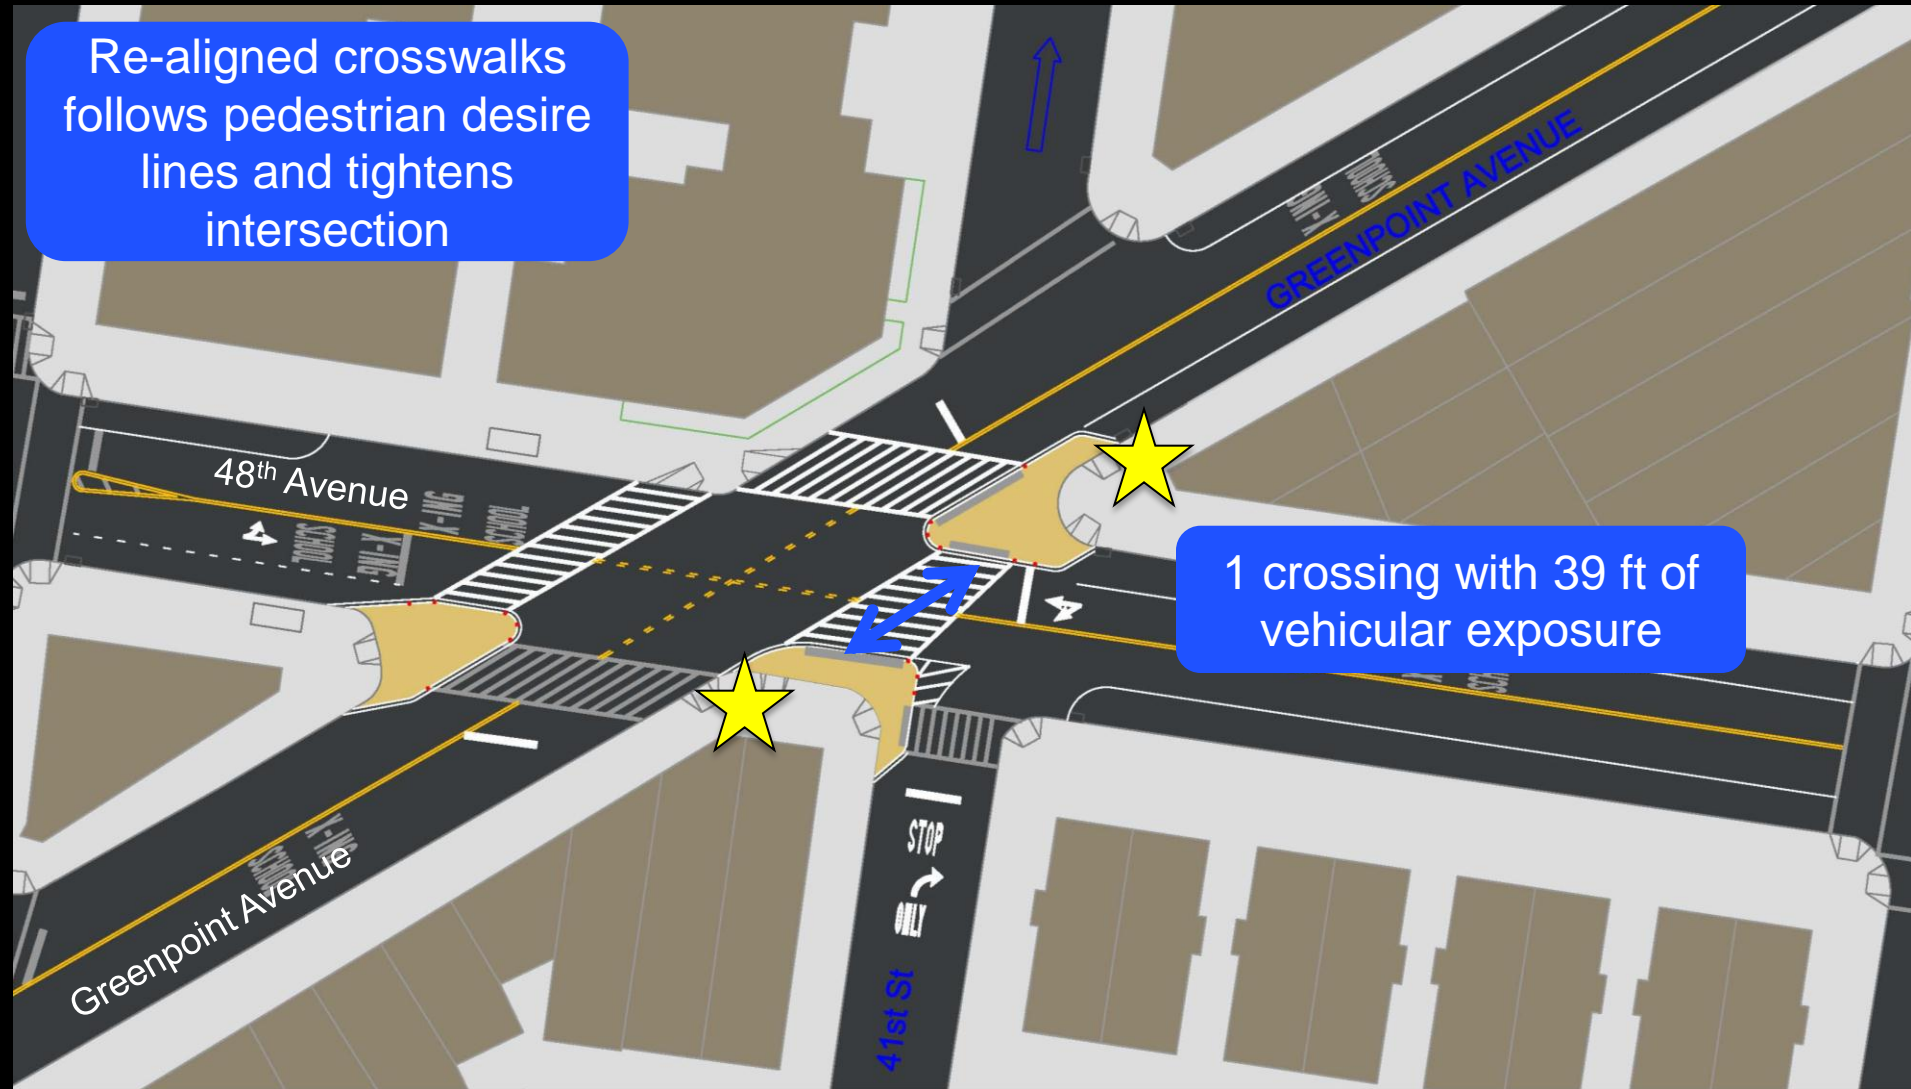 Re-aligned crosswalks
follows pedestrian desire
lines and tightens
intersection
GREENPOINT AVENUE
SCHOOL
X-ING
48th Avenue
X-ING
SCHOOL
SCHOOL
X-ING
1 crossing with 39 ft of
vehicular exposure
X-ING
SCHOOL
Greenpoint Avenue
STOP
ONLY
41st St